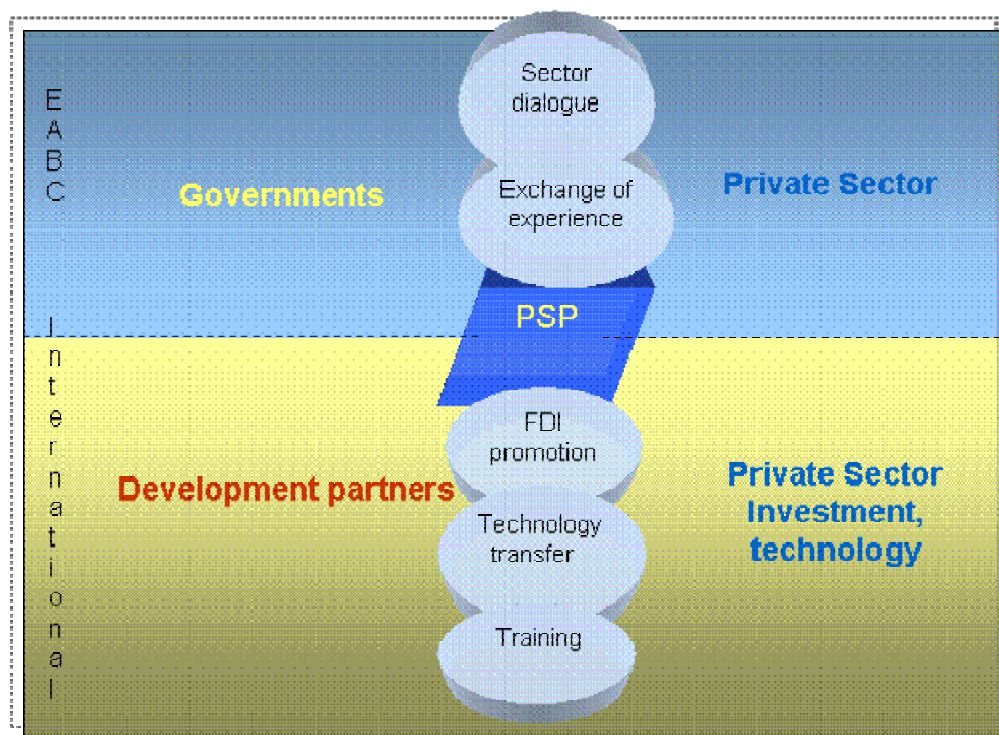 EABC
International
Sector
dialogue
Governments
Exchange of
experience
Private Sector
PSP
FDI
promotion
Development partners
Technology
transfer
Private Sector
Investment,
technology
Training